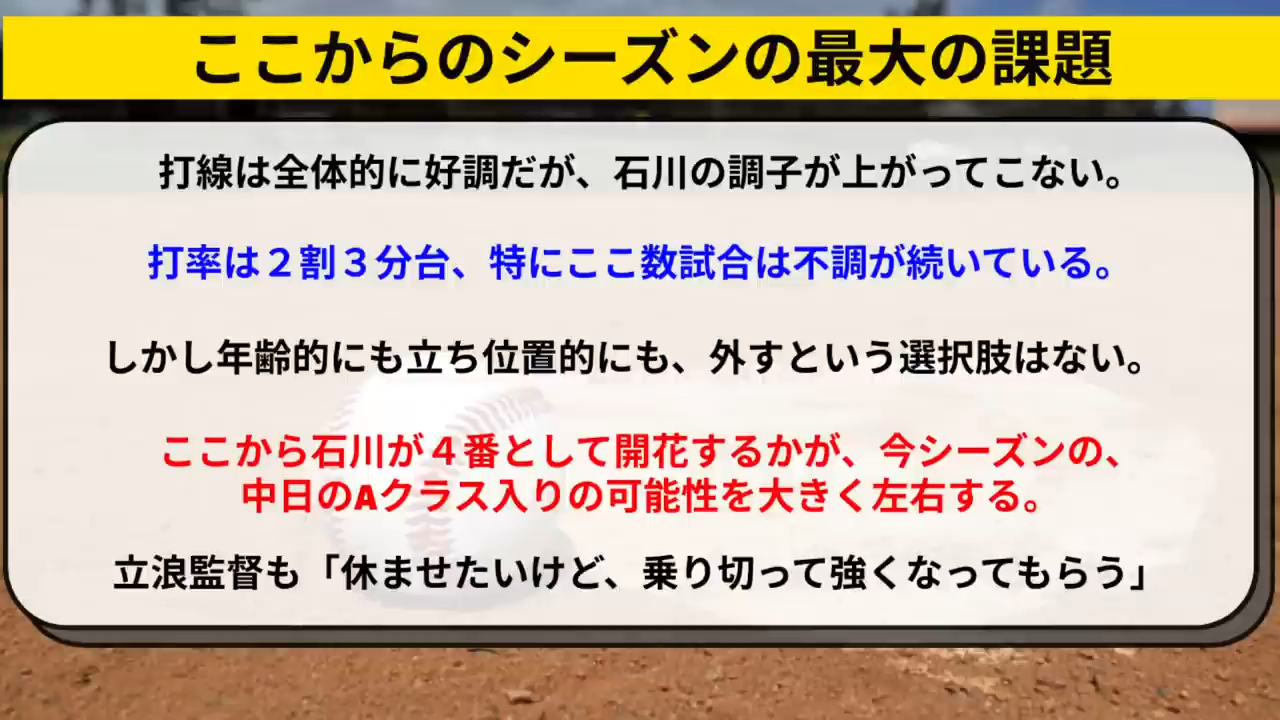 ここからのシーズンの最大の課題
打線は全体的に好調だが、石川の調子が上がってこない。
打率は２割３分台、特にここ数試合は不調が続いている。
しかし年齢的にも立ち位置的にも、外すという選択肢はない。
ここから石川が４番として開花するかが、今シーズンの、
中日のAクラス入りの可能性を大きく左右する。
立浪監督も「休ませたいけど、乗り切って強くなってもらう」